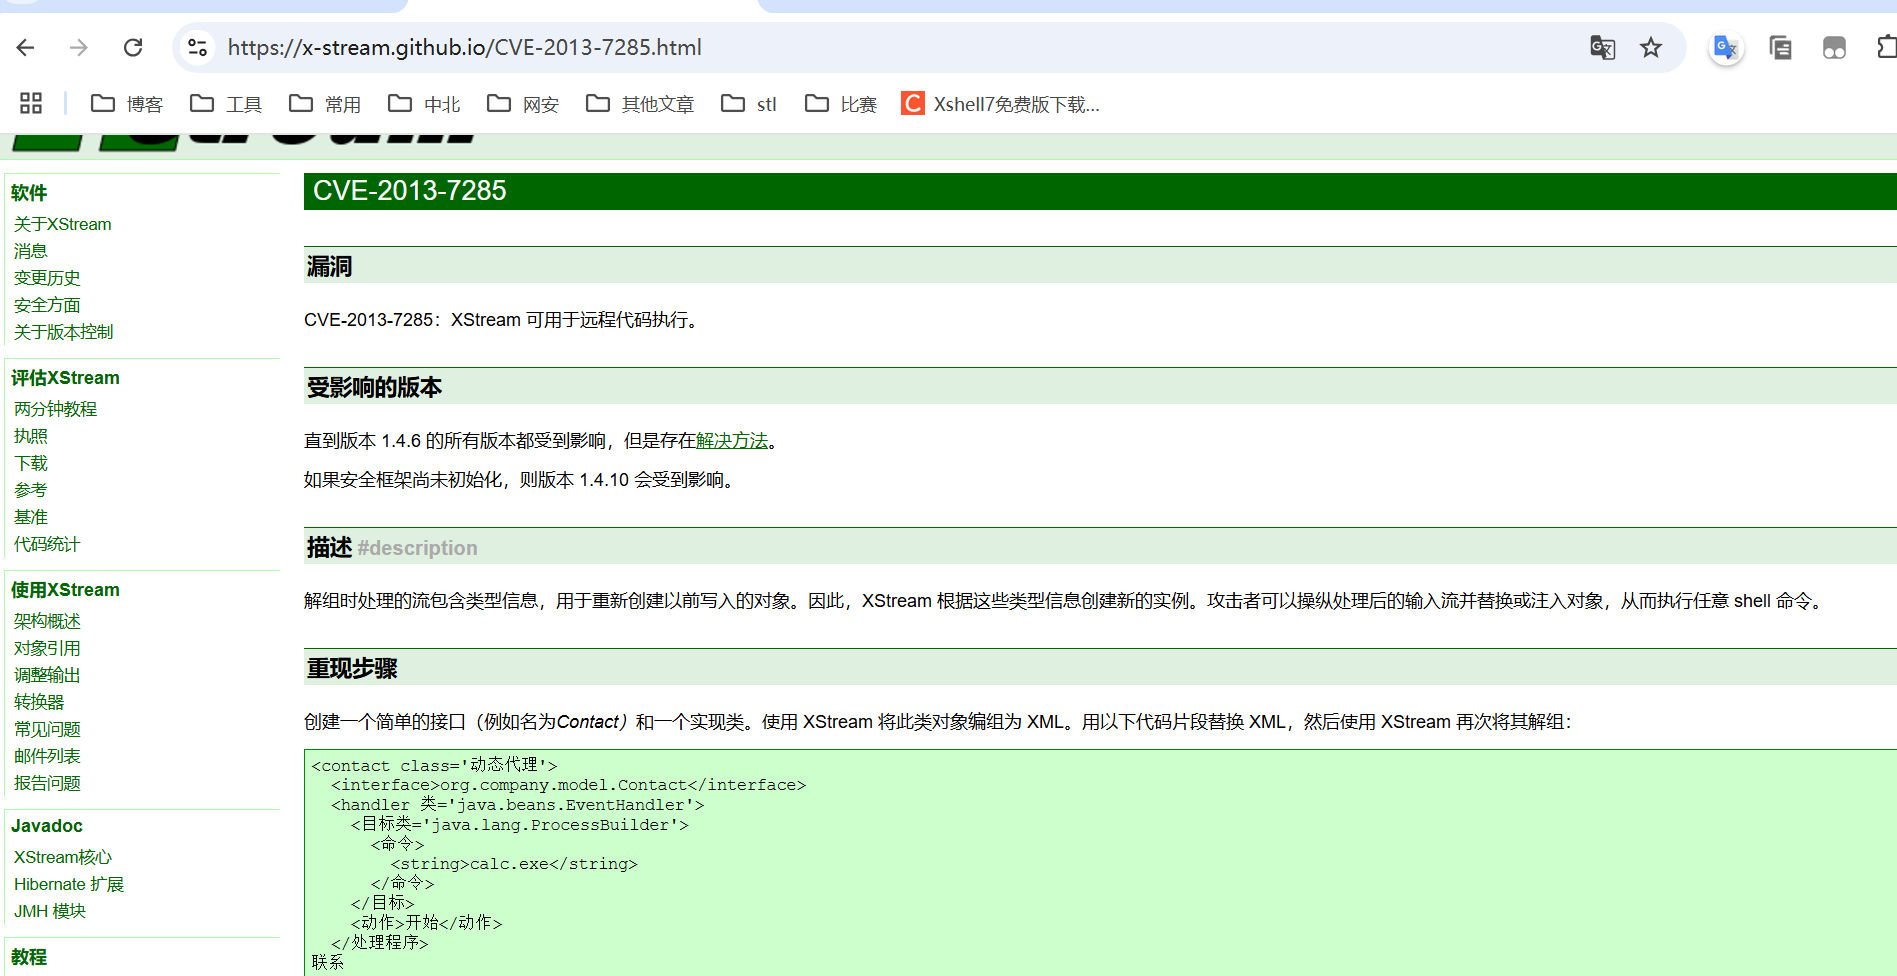 https://x-stream.github.io/CVE-2013-7285.html
博客 工具 常用 中北 网安 其他文章 stl 比赛 Xshell7免费版下载...
软件
关于XStream
消息
变更历史
安全方面
关于版本控制
评估XStream
两分钟教程
执照
下载
参考
基准
代码统计
使用XStream
架构概述
对象引用
调整输出
转换器
常见问题
邮件列表
报告问题
Javadoc
XStream核心
Hibernate 扩展
JMH 模块
教程
CVE-2013-7285
漏洞
CVE-2013-7285：XStream 可用于远程代码执行。
受影响的版本
直到版本 1.4.6 的所有版本都受到影响，但是存在解决方法。
如果安全框架尚未初始化，则版本 1.4.10 会受到影响。
描述 #description
解组时处理的流包含类型信息，用于重新创建以前写入的对象。因此，XStream 根据这些类型信息创建新的实例。攻击者可以操纵处理后的输入流并替换或注入对象，从而执行任意 shell 命令。
重现步骤
创建一个简单的接口（例如名为Contact）和一个实现类。使用 XStream 将此类对象编组为 XML。用以下代码片段替换 XML，然后使用 XStream 再次将其解组：
<contact class='动态代理'>
  <interface>org.company.model.Contact</interface>
  <handler 类='java.beans.EventHandler'>
    <目标类='java.lang.ProcessBuilder'>
      <命令>
        <string>calc.exe</string>
      </命令>
    </目标>
    <动作>开始</动作>
  </处理程序>
联系